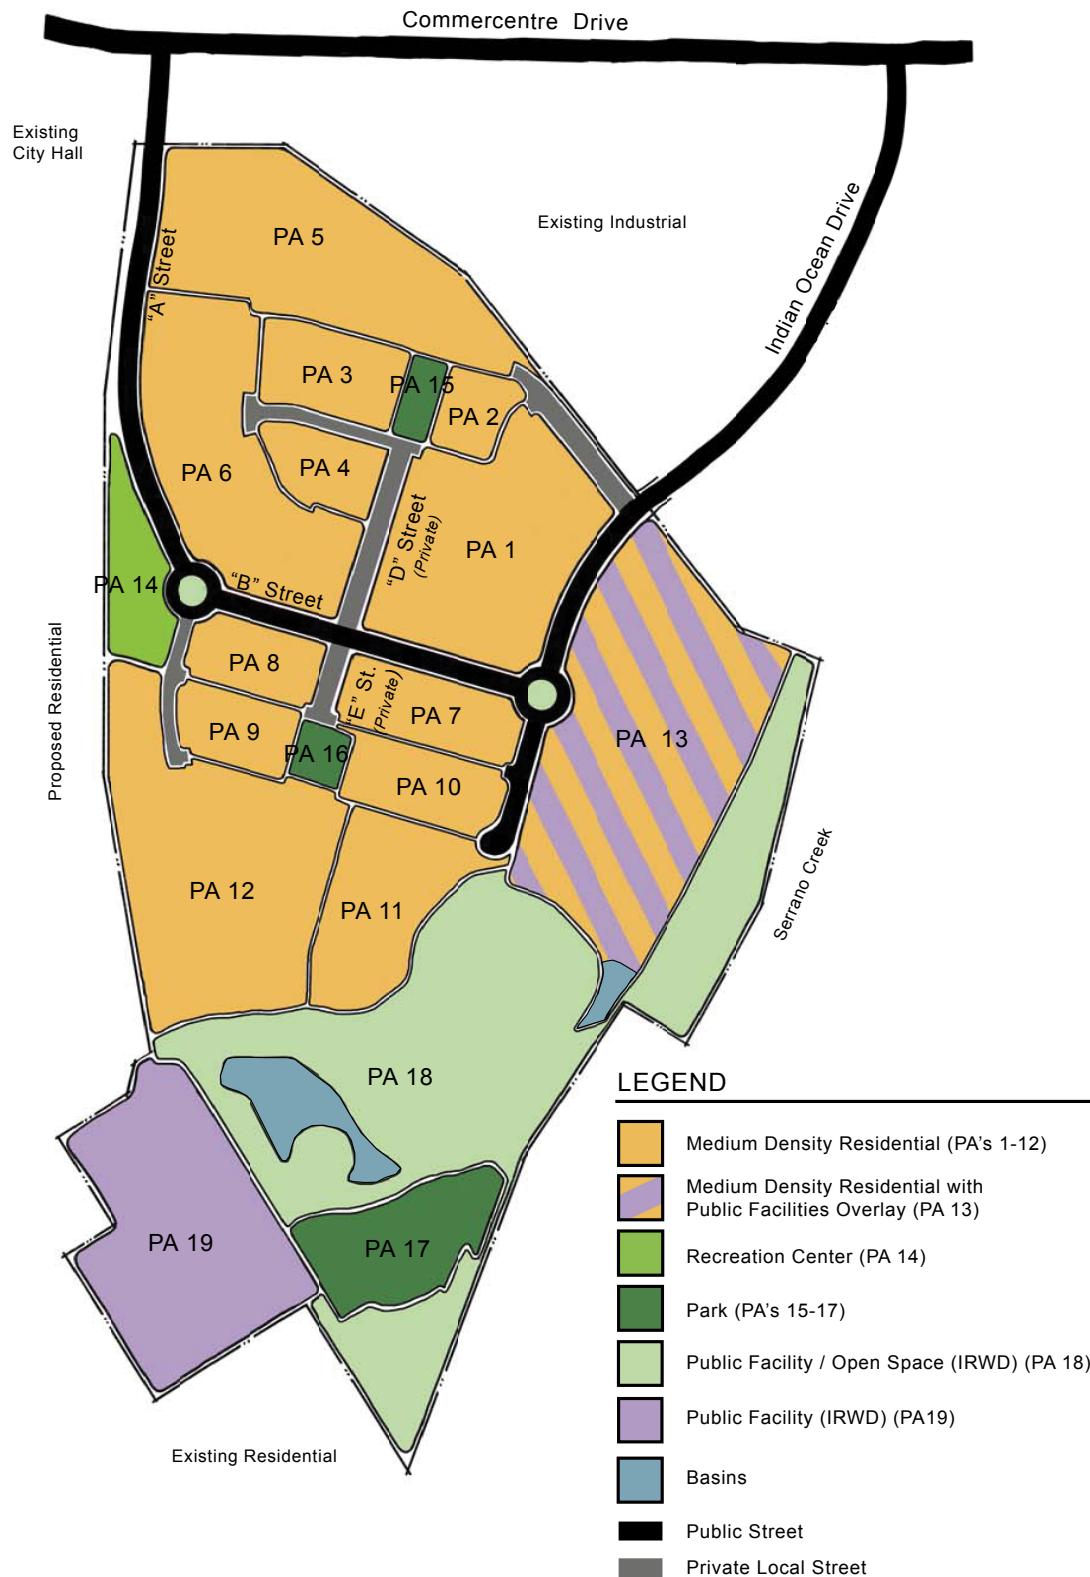 Commercentre Drive
Existing
City Hall
Existing Industrial
Indian Ocean Drive
"A" Street
PA 5
PA 3
PA 15
PA 2
PA 4
PA 6
"D" Street
(Private)
PA 1
PA 14
"B" Street
Proposed Residential
PA 8
"E" St.
(Private)
PA 7
PA 9
PA 16
PA 13
PA 10
PA 12
PA 11
Serrano Creek
PA 18
PA 19
PA 17
Existing Residential
LEGEND
Medium Density Residential (PA's 1-12)
Medium Density Residential with
Public Facilities Overlay (PA 13)
Recreation Center (PA 14)
Park (PA's 15-17)
Public Facility / Open Space (IRWD) (PA 18)
Public Facility (IRWD) (PA19)
Basins
Public Street
Private Local Street